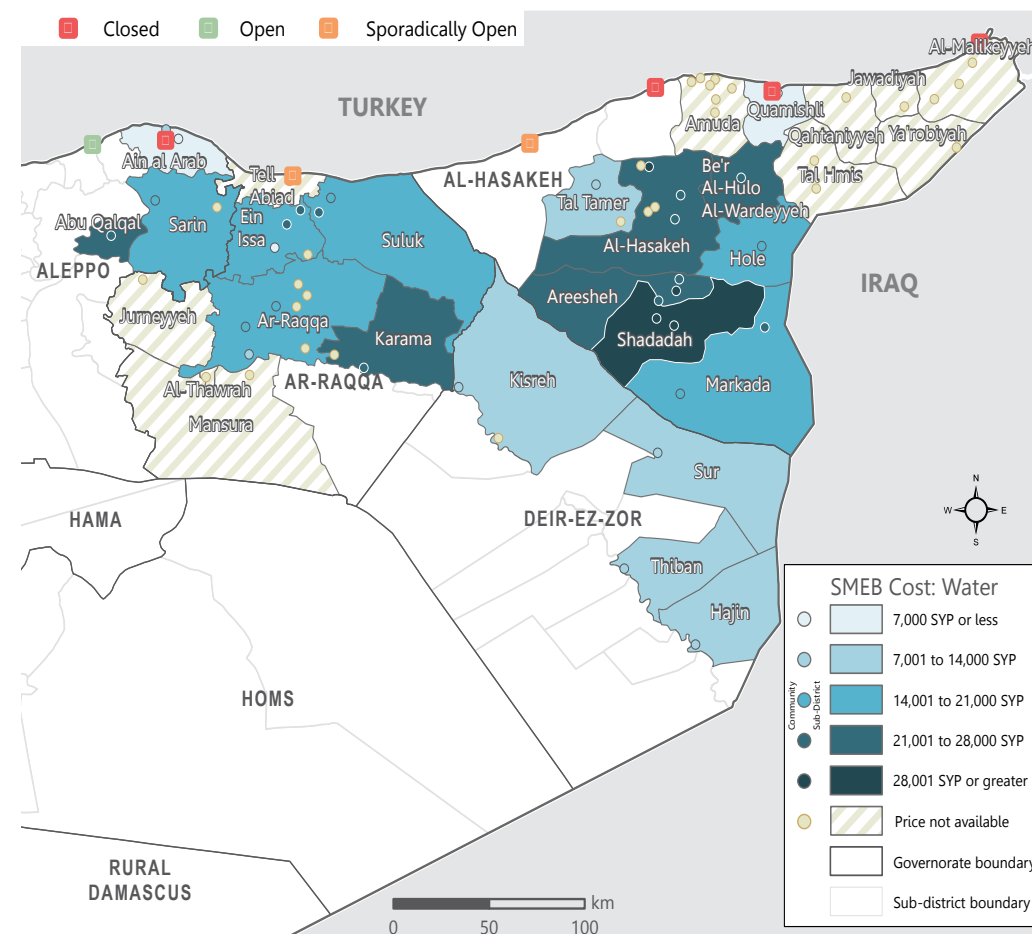 Closed
Open
Sporadically Open
Al-Malikeyyeh
TURKEY
Jawadiyah
Quamishli
Amuda
Qahtaniyyeh
Ya'robiyah
Ain al Arab
Tell
Abiad
AL-HASAKEH
Be'r
Al-Hulo
Al-Wardeyyeh
Tal Hmis
Tal Tamer
Abu Qalqal
Sarin
Ein
Issa
Suluk
Al-Hasakeh
Hole
ALEPPO
IRAQ
Jurneyyeh
Ar-Raqqa
Karama
Areesheh
Shadadah
AR-RAQQA
Kisreh
Markada
Al-Thawrah
Mansura
Sur
HAMA
DEIR-EZ-ZOR
N
W
E
S
Thiban
Hajin
HOMS
RURAL
DAMASCUS
km
0
50
100
SMEB Cost: Water
7,000 SYP or less
7,001 to 14,000 SYP
Community
Sub-District
14,001 to 21,000 SYP
21,001 to 28,000 SYP
28,001 SYP or greater
Price not available
Governorate boundary
Sub-district boundary